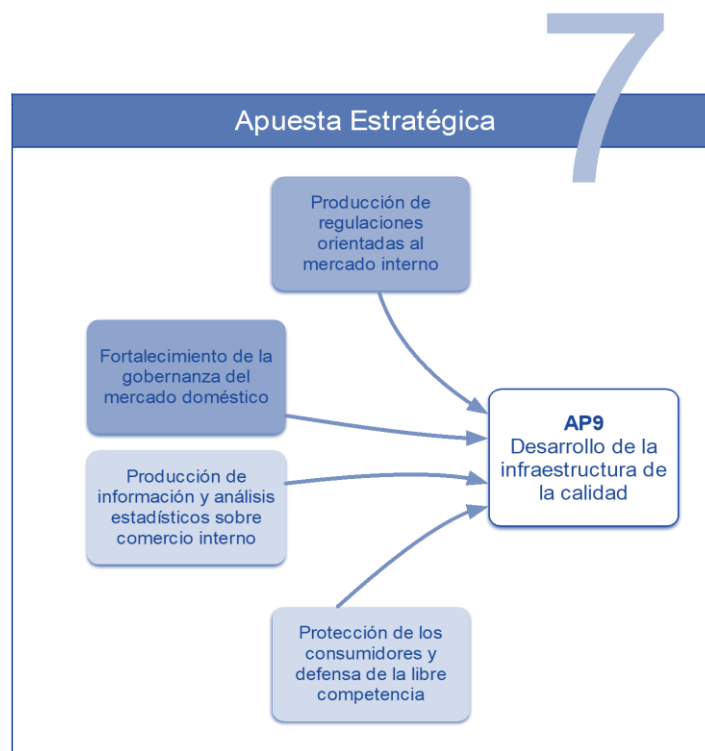 7
Apuesta Estratégica
Producción de
regulaciones
orientadas al
mercado interno
Fortalecimiento de la
gobernanza del
mercado doméstico
Producción de
información y análisis
estadísticos sobre
comercio interno
Protección de los
consumidores y
defensa de la libre
competencia
AP9
Desarrollo de la
infraestructura de
la calidad